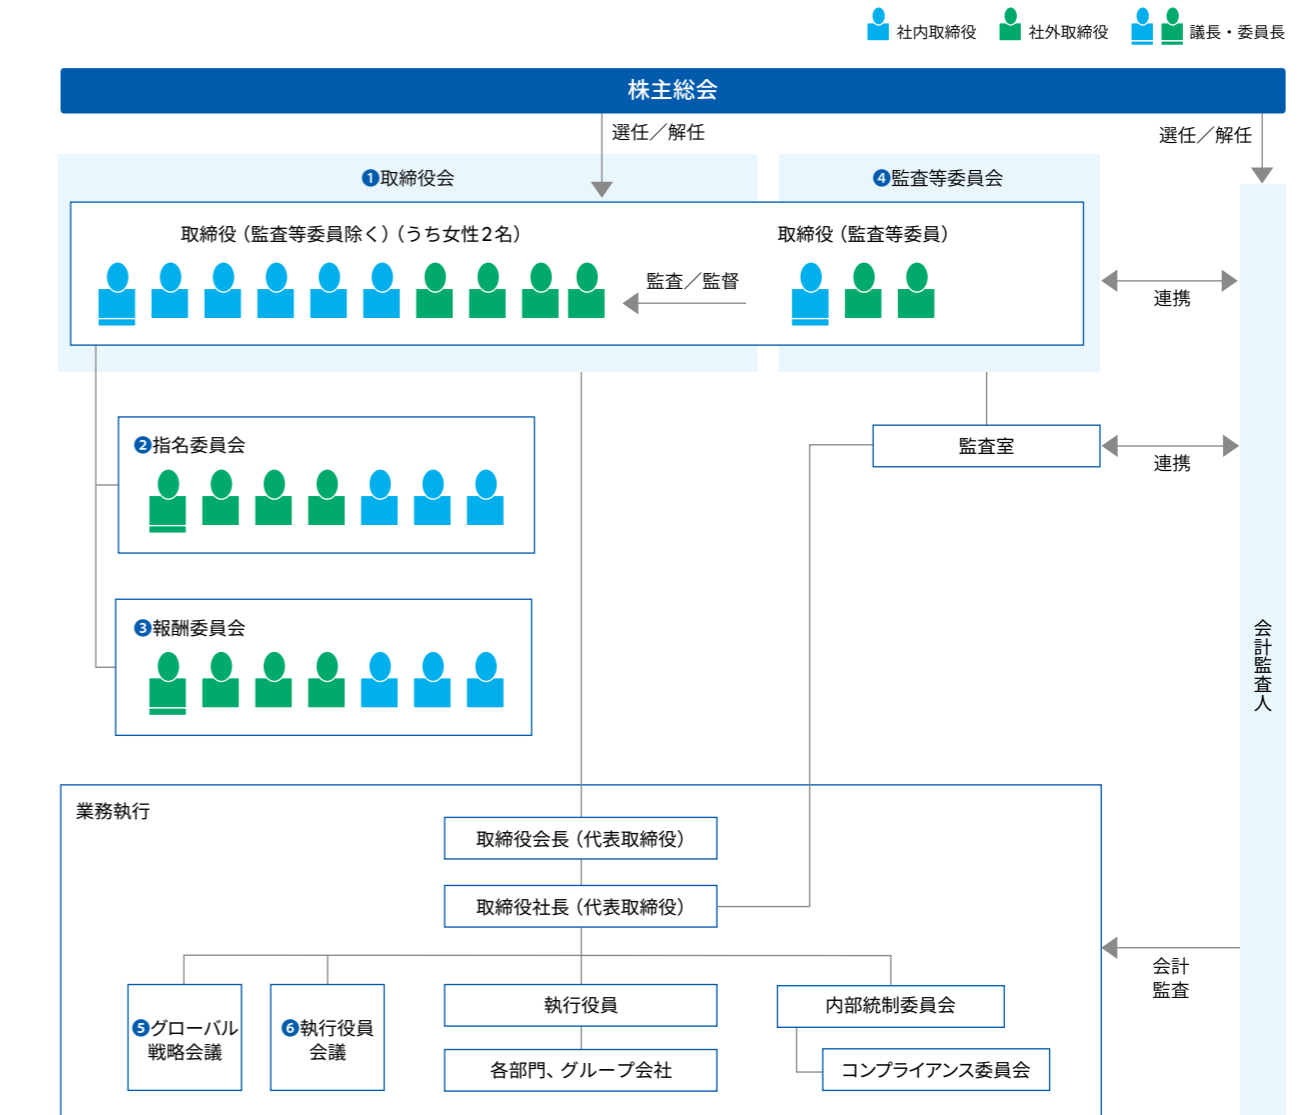 社内取締役
社外取締役
議長・委員長
株主総会
選任／解任
選任／解任
❶取締役会
❹監査等委員会
取締役（監査等委員除く）（うち女性2名）
取締役（監査等委員）
監査／監督
連携
❷指名委員会
監査室
連携
❸報酬委員会
会計監査人
業務執行
取締役会長（代表取締役）
取締役社長（代表取締役）
会計
監査
❺グローバル
戦略会議
❻執行役員
会議
執行役員
内部統制委員会
各部門、グループ会社
コンプライアンス委員会